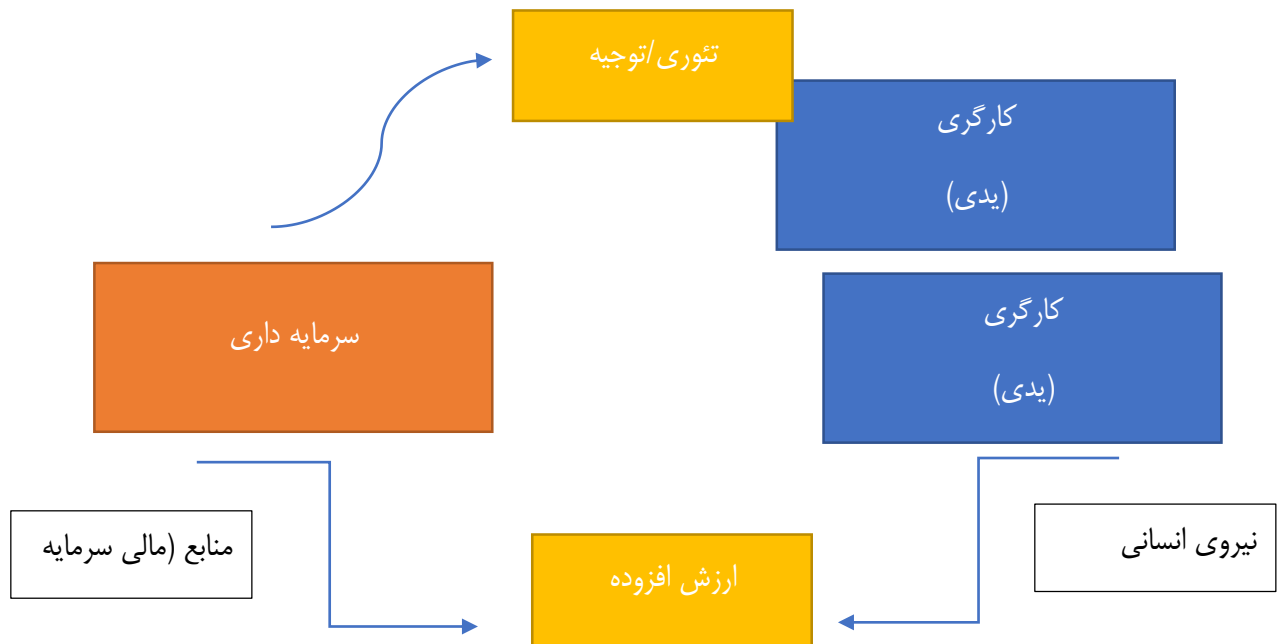 تئوری/توجیه
کارگری
(یدی)
سرمایه داری
کارگری
(یدی)
منابع (مالی سرمایه
نیروی انسانی
ارزش افزوده